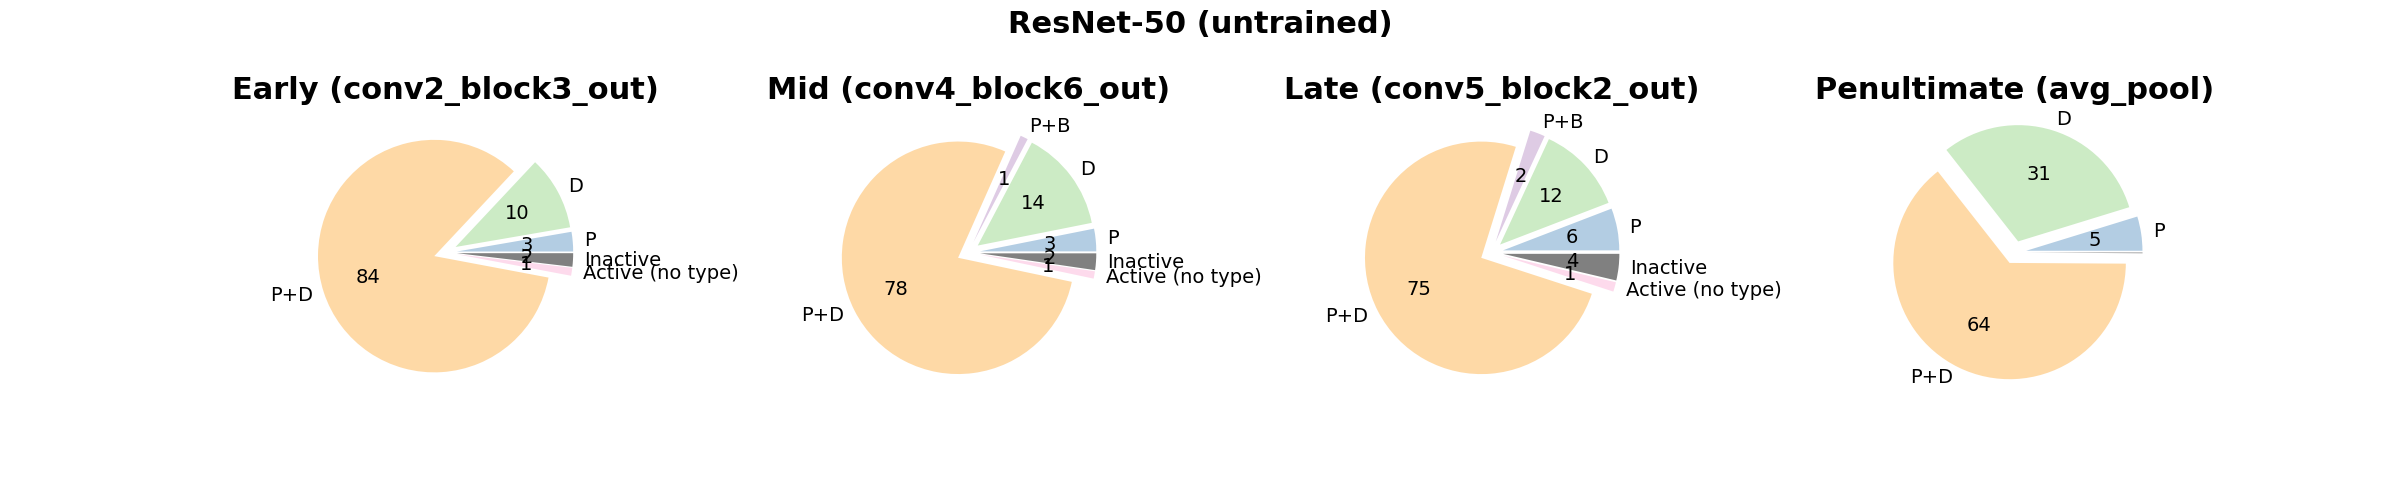 ResNet-50 (untrained)
Early (conv2_block3_out)
D
10
P
3
Inactive
2
Active (no type)
1
84
P+D
Mid (conv4_block6_out)
P+B
1
D
14
P
3
Inactive
2
Active (no type)
1
78
P+D
Late (conv5_block2_out)
P+B
2
D
12
P
6
Inactive
4
Active (no type)
1
75
P+D
Penultimate (avg_pool)
D
31
P
5
64
P+D